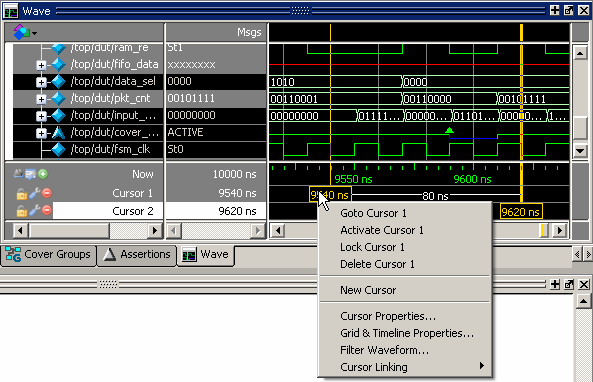 Wave
Msgs
/top/dut/ram_re St1
/top/dut/fifo_data xxxxxxxx
/top/dut/data_sel 0000 1010 0000
/top/dut/pkt_cnt 00101111 00110001 00110000 00101111
/top/dut/input_... 00000000 00000000 01111... 00000... 01101... 00000... 1...
/top/dut/cover_... ACTIVE
/top/dut/fsm_clk St0
Now 10000 ns 9550 ns 9600 ns
Cursor 1 9540 ns 9540 ns 80 ns
Cursor 2 9620 ns 9620 ns
Goto Cursor 1
Activate Cursor 1
Lock Cursor 1
Delete Cursor 1
New Cursor
Cursor Properties...
Grid & Timeline Properties...
Filter Waveform...
Cursor Linking
Cover Groups Assertions Wave